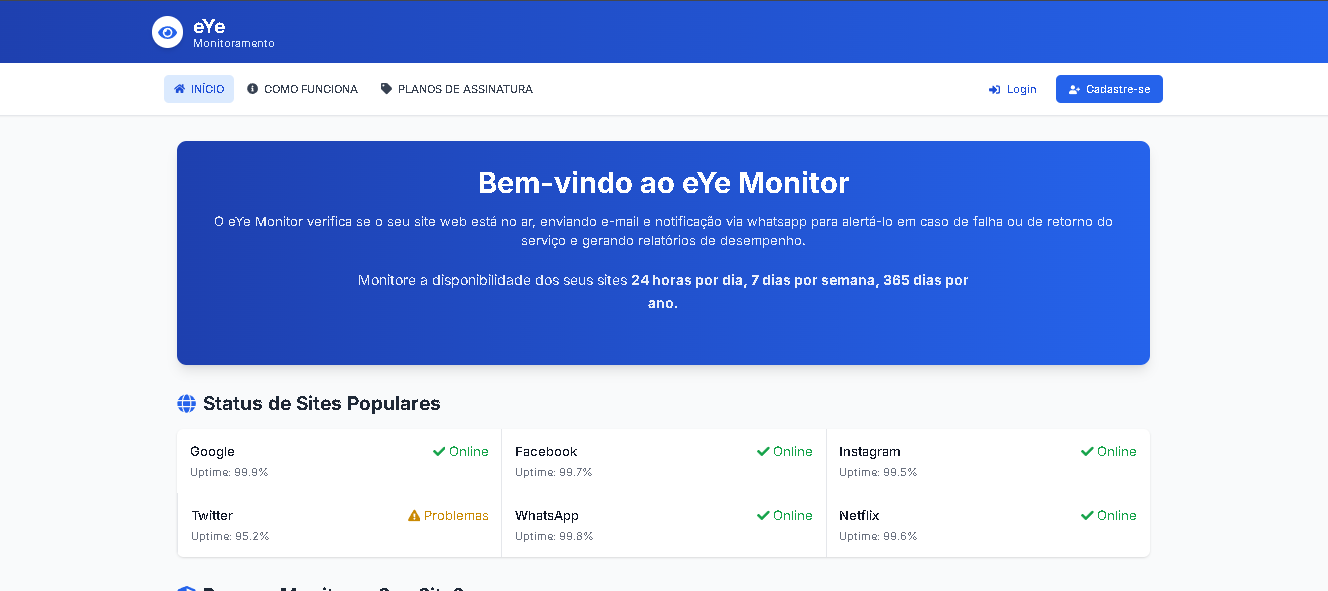 eYe
Monitoramento
INÍCIO
COMO FUNCIONA
PLANOS DE ASSINATURA
Login
Cadastre-se
Bem-vindo ao eYe Monitor
O eYe Monitor verifica se o seu site web está no ar, enviando e-mail e notificação via whatsapp para alertá-lo em caso de falha ou de retorno do
serviço e gerando relatórios de desempenho.
Monitore a disponibilidade dos seus sites 24 horas por dia, 7 dias por semana, 365 dias por
ano.
Status de Sites Populares
Google
Online
Uptime: 99.9%
Facebook
Online
Uptime: 99.7%
Instagram
Online
Uptime: 99.5%
Twitter
Problemas
Uptime: 95.2%
WhatsApp
Online
Uptime: 99.8%
Netflix
Online
Uptime: 99.6%